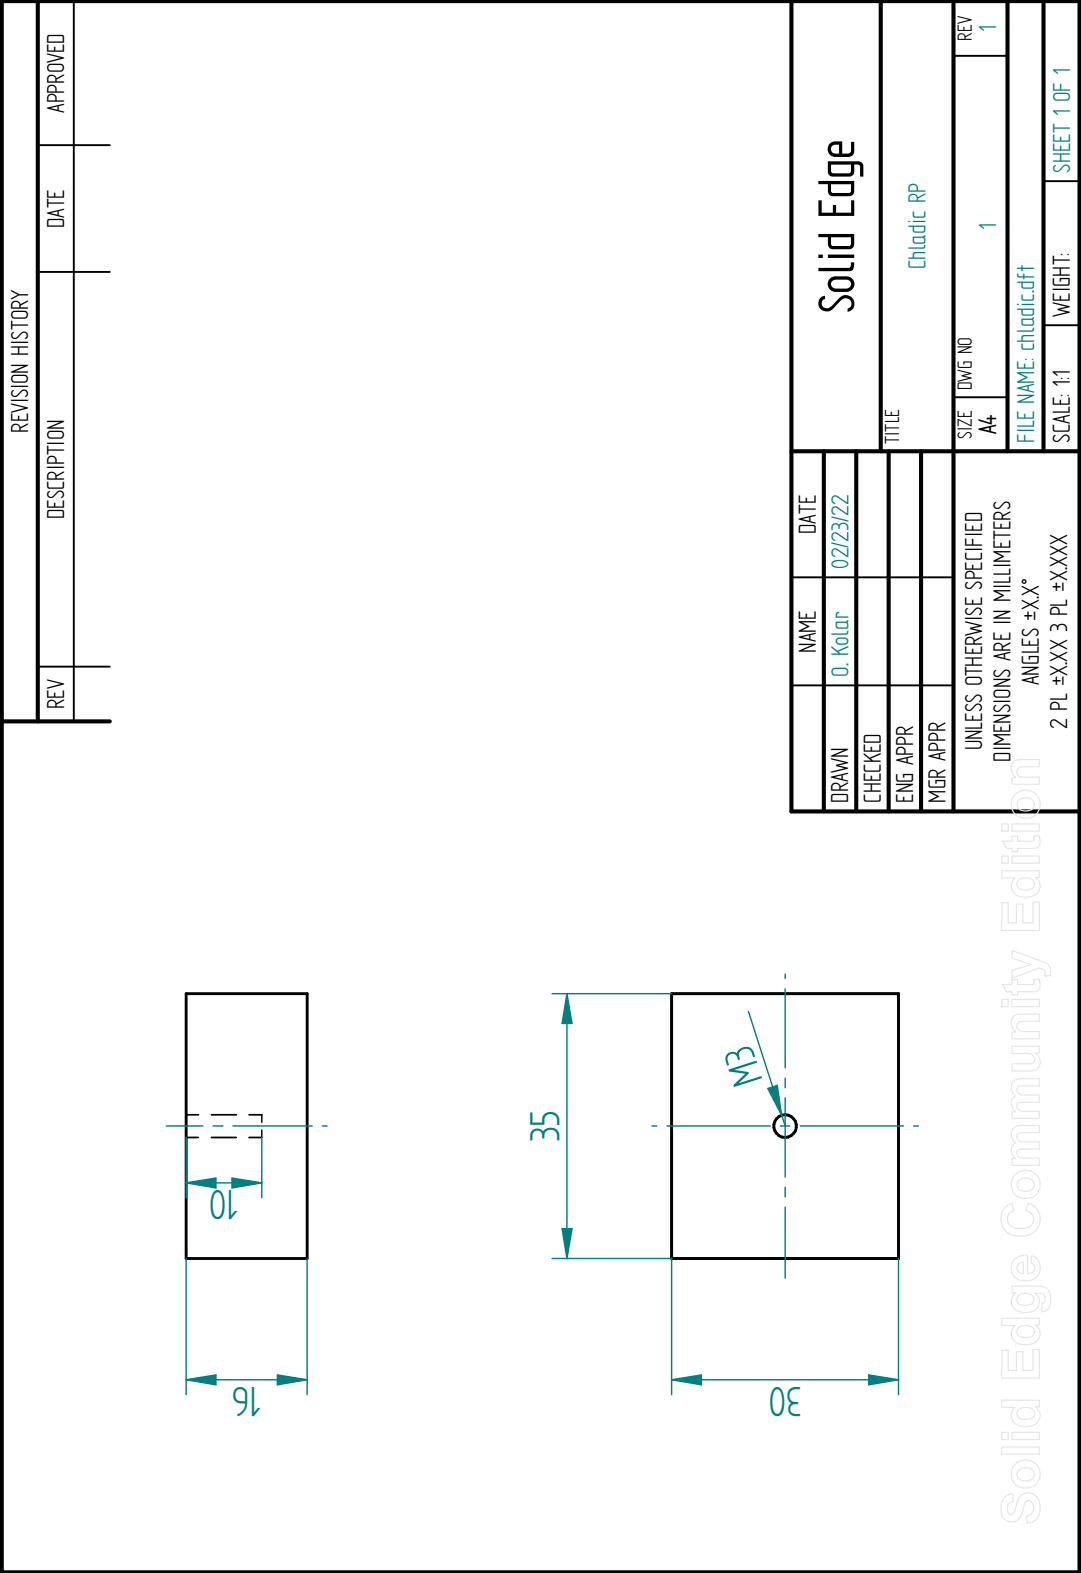 REVISION HISTORY
REV DESCRIPTION DATE APPROVED
16
10
35
M3
30
NAME DATE
DRAWN O. Kolar 02/23/22
CHECKED
ENG APPR
MGR APPR
UNLESS OTHERWISE SPECIFIED
DIMENSIONS ARE IN MILLIMETERS
ANGLES ±X.X°
2 PL ±X.XX 3 PL ±X.XXX
Solid Edge
TITLE
Chladic RP
SIZE DWG NO REV
A4 1 1
FILE NAME: chladic.dft
SCALE: 1:1 WEIGHT: SHEET 1 OF 1
Solid Edge Community Edition